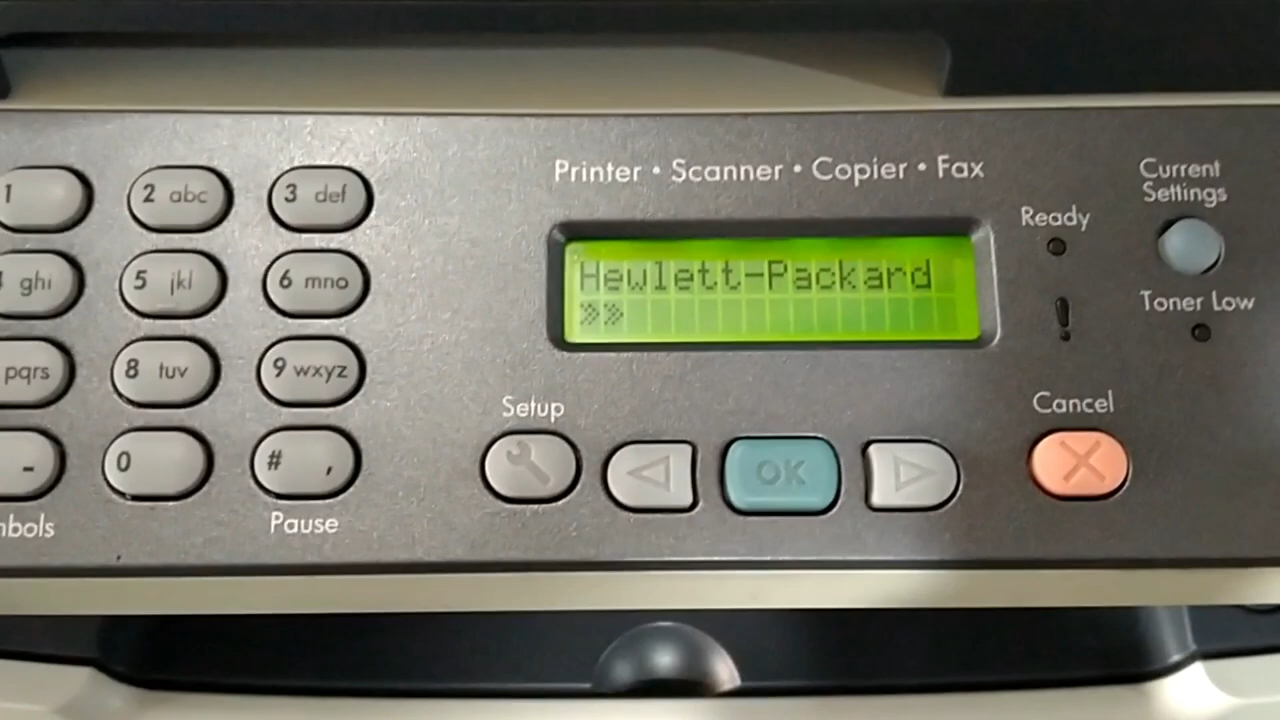 Printer • Scanner • Copier • Fax
Current
Settings
Ready
Toner Low
Hewlett-Packard
»»
1
2 abc
3 def
ghi
5 jkl
6 mno
pqrs
8 tuv
9 wxyz
-
0
# ,
Pause
Setup
OK
Cancel